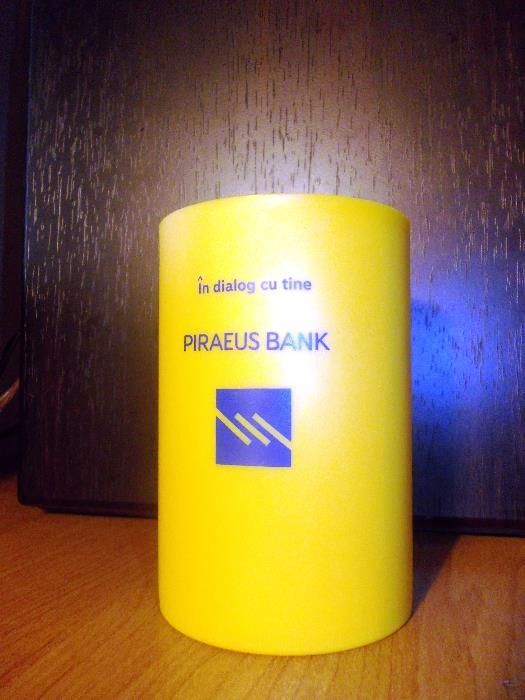 În dialog cu tine
PIRAEUS BANK